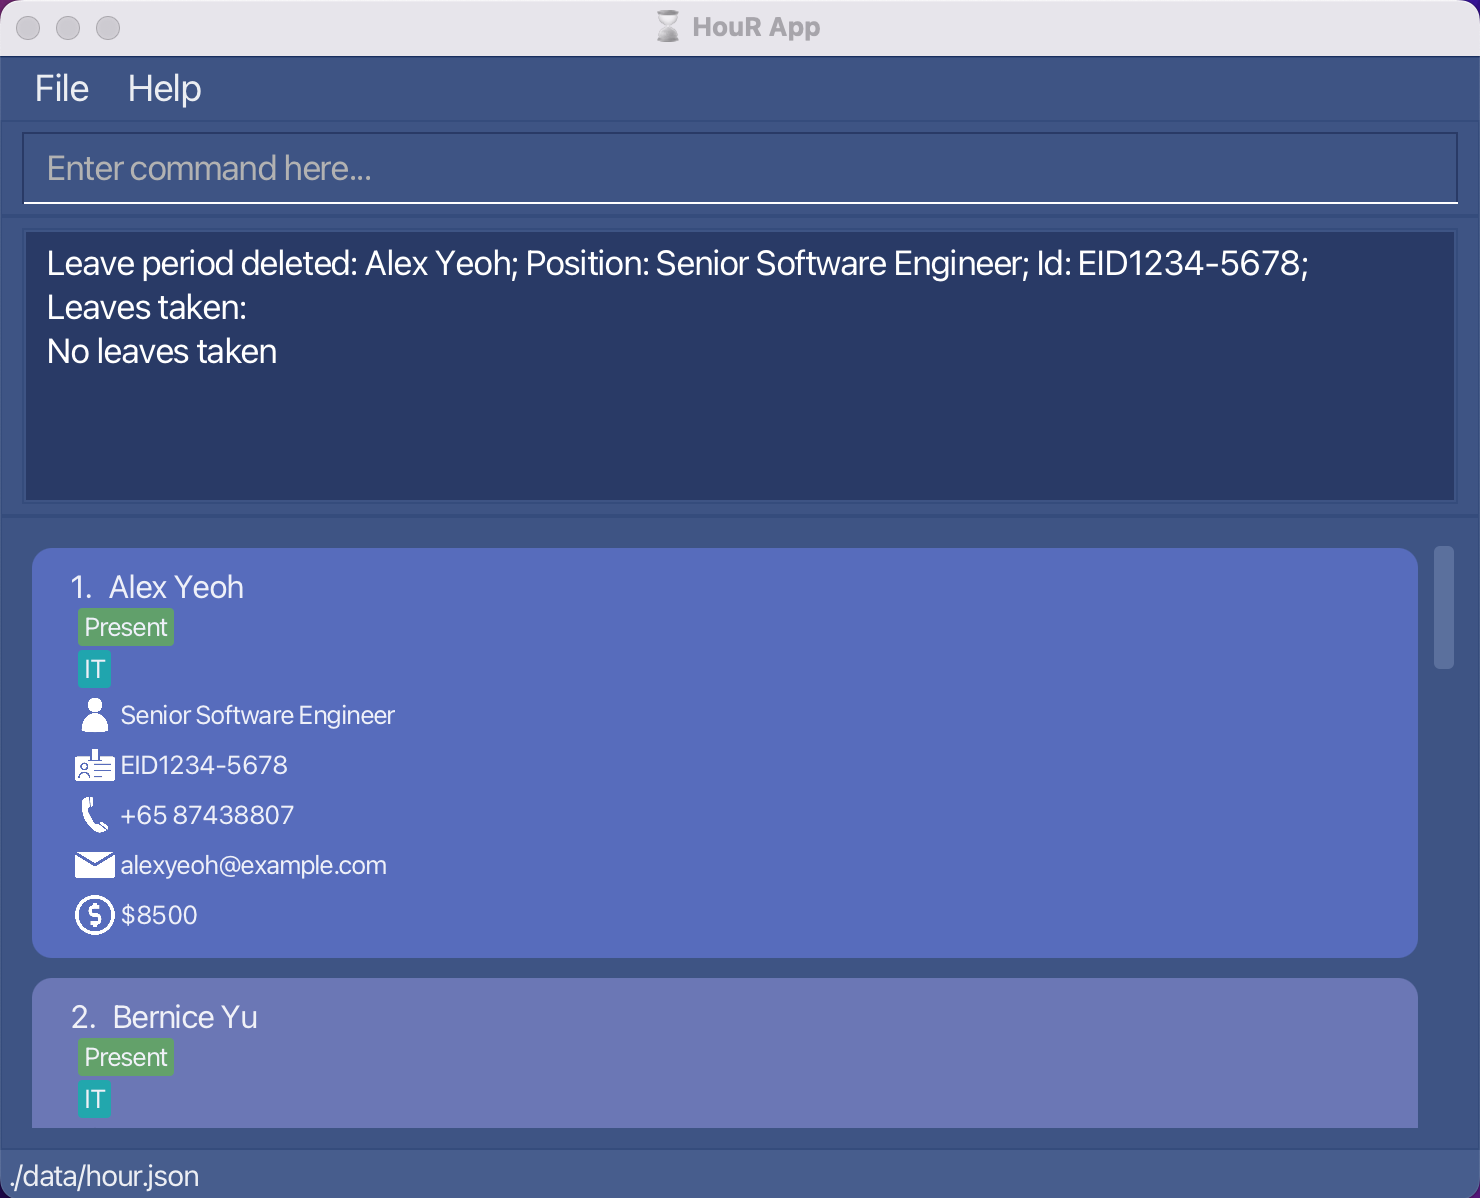 HouR App
File Help
Enter command here...
Leave period deleted: Alex Yeoh; Position: Senior Software Engineer; Id: EID1234-5678;
Leaves taken:
No leaves taken
1. Alex Yeoh
Present
IT
Senior Software Engineer
EID1234-5678
+65 87438807
alexyeoh@example.com
$8500
2. Bernice Yu
Present
IT
./data/hour.json